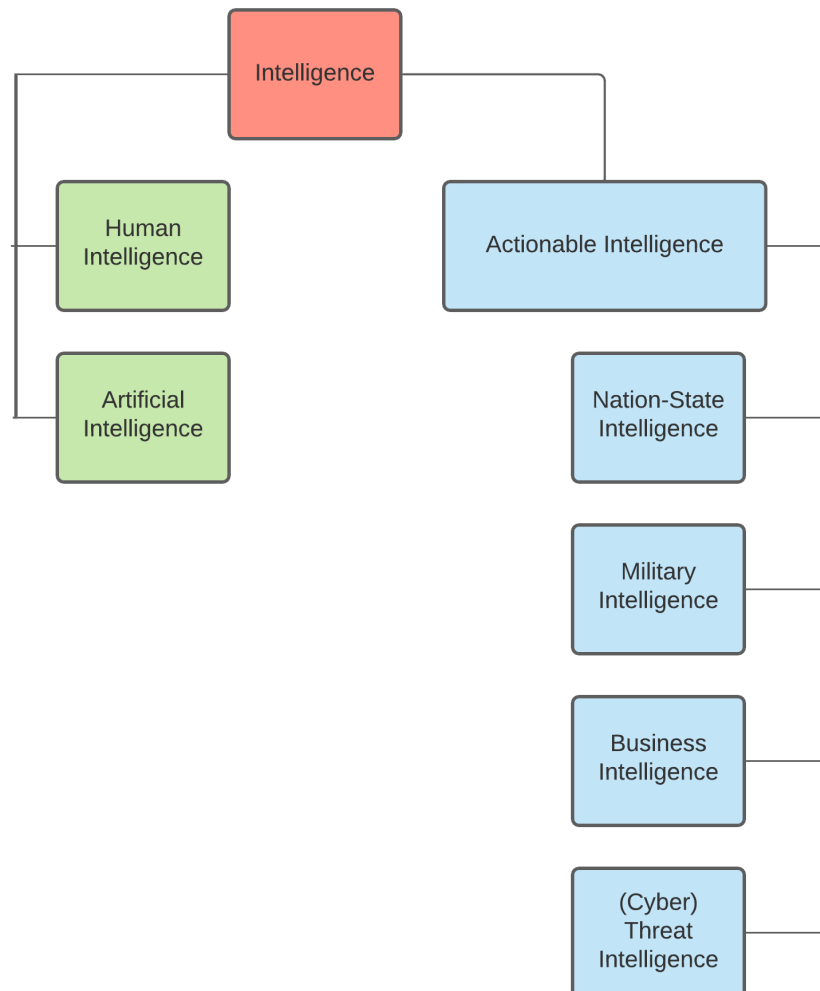 Intelligence
Human
Intelligence
Actionable Intelligence
Artificial
Intelligence
Nation-State
Intelligence
Military
Intelligence
Business
Intelligence
(Cyber)
Threat
Intelligence